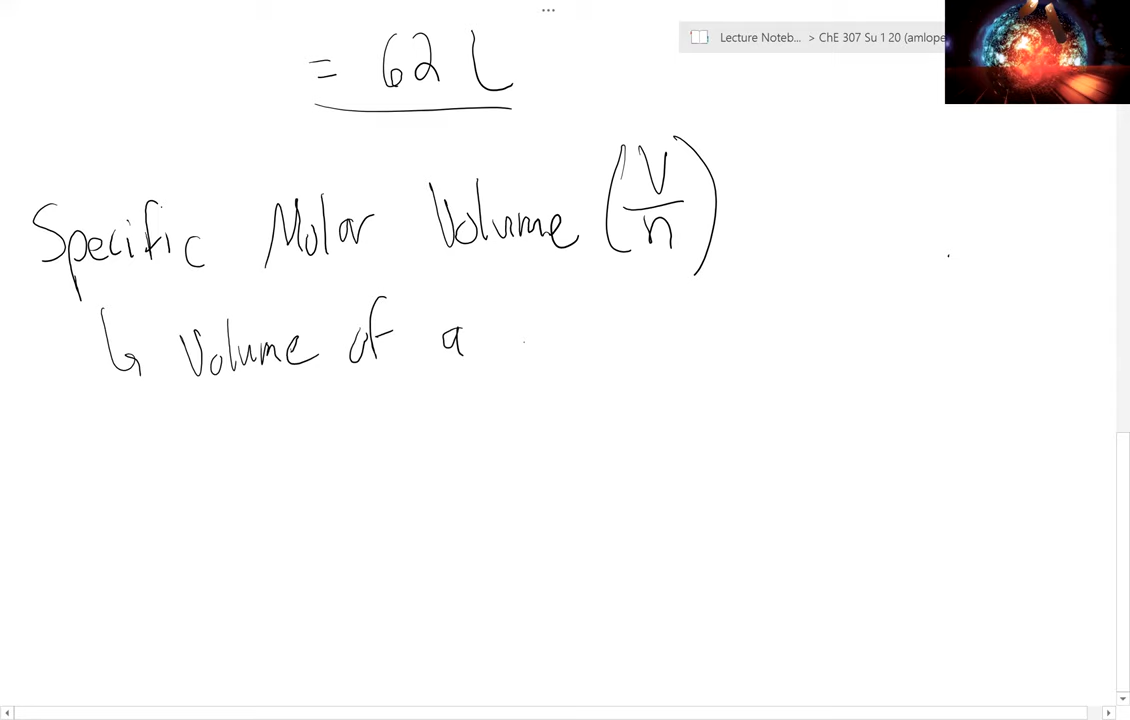 Lecture Noteb... > ChE 307 Su 1 20 (amlope
= 62 L
Specific Molar Volume (V/n)
↳ Volume of a